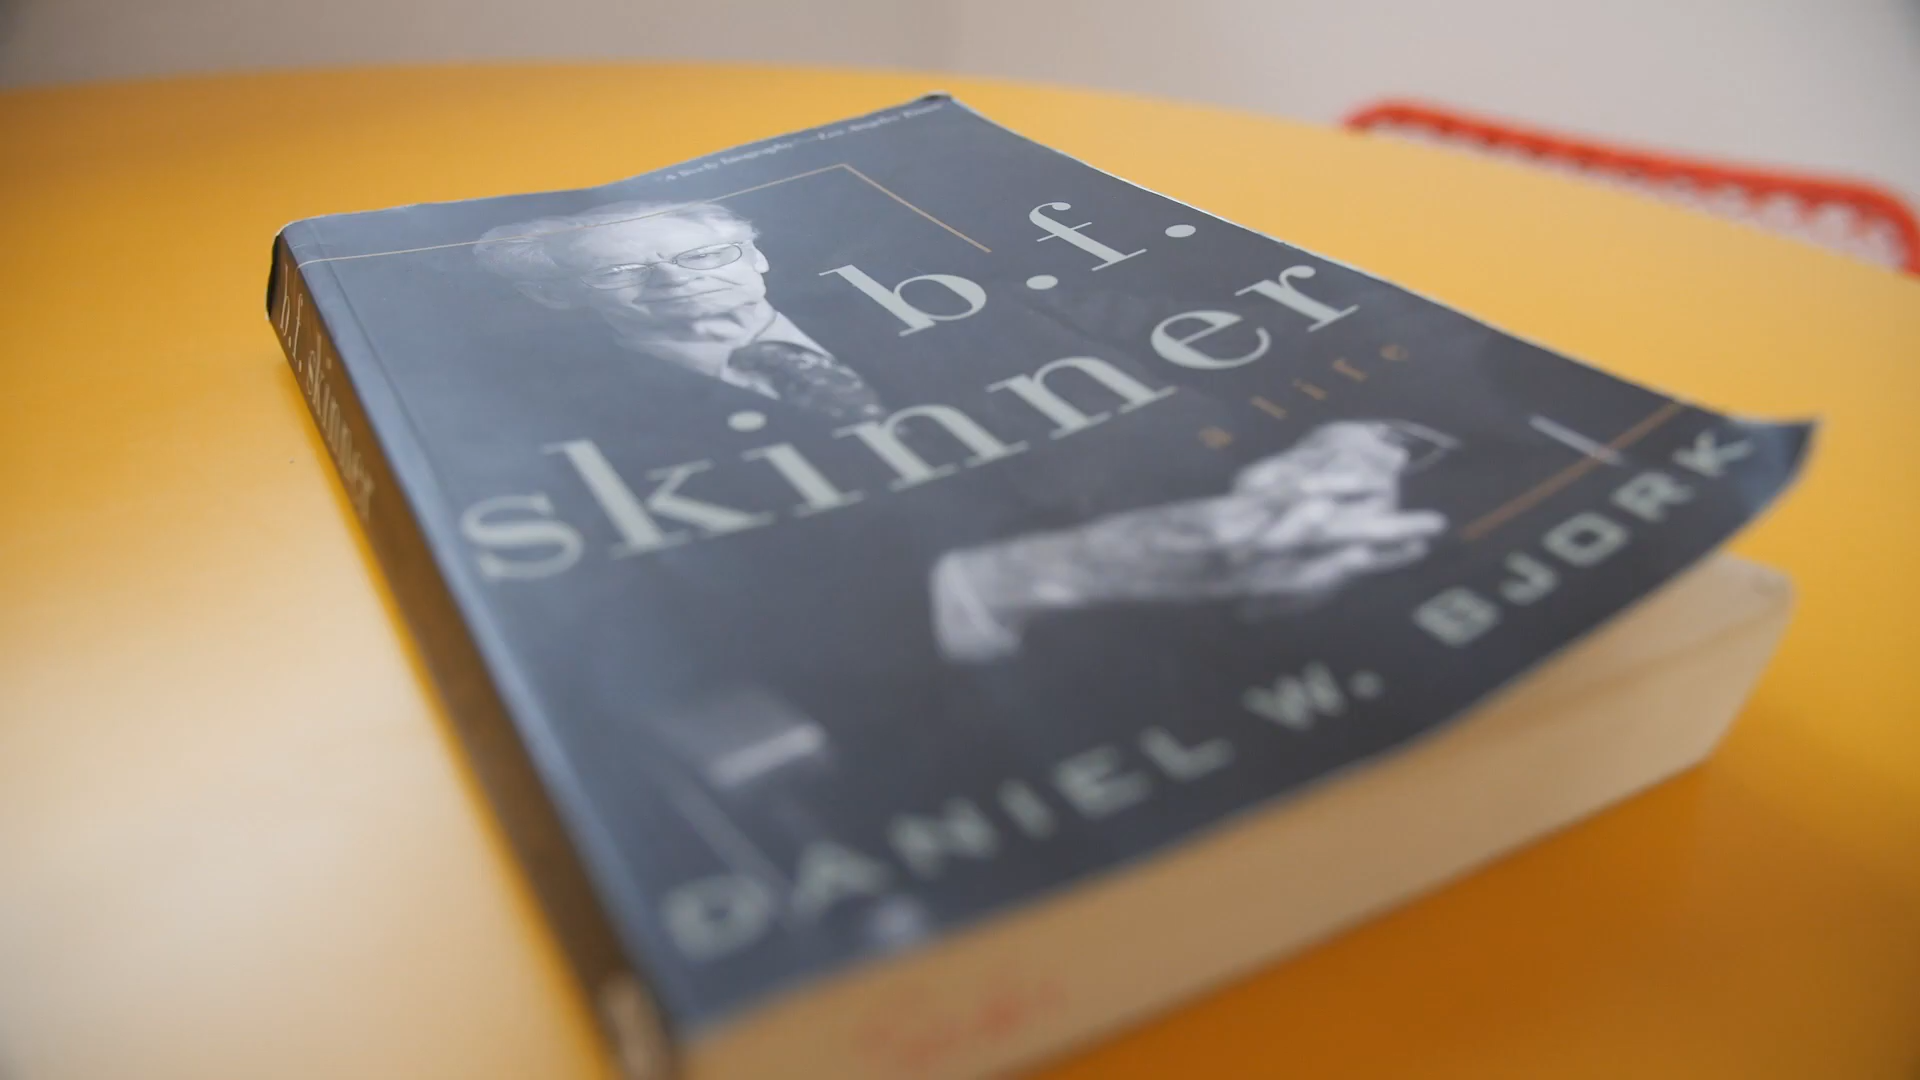 b.f.
skinner
a life
DANIEL W. BJORK
b.f. skinner